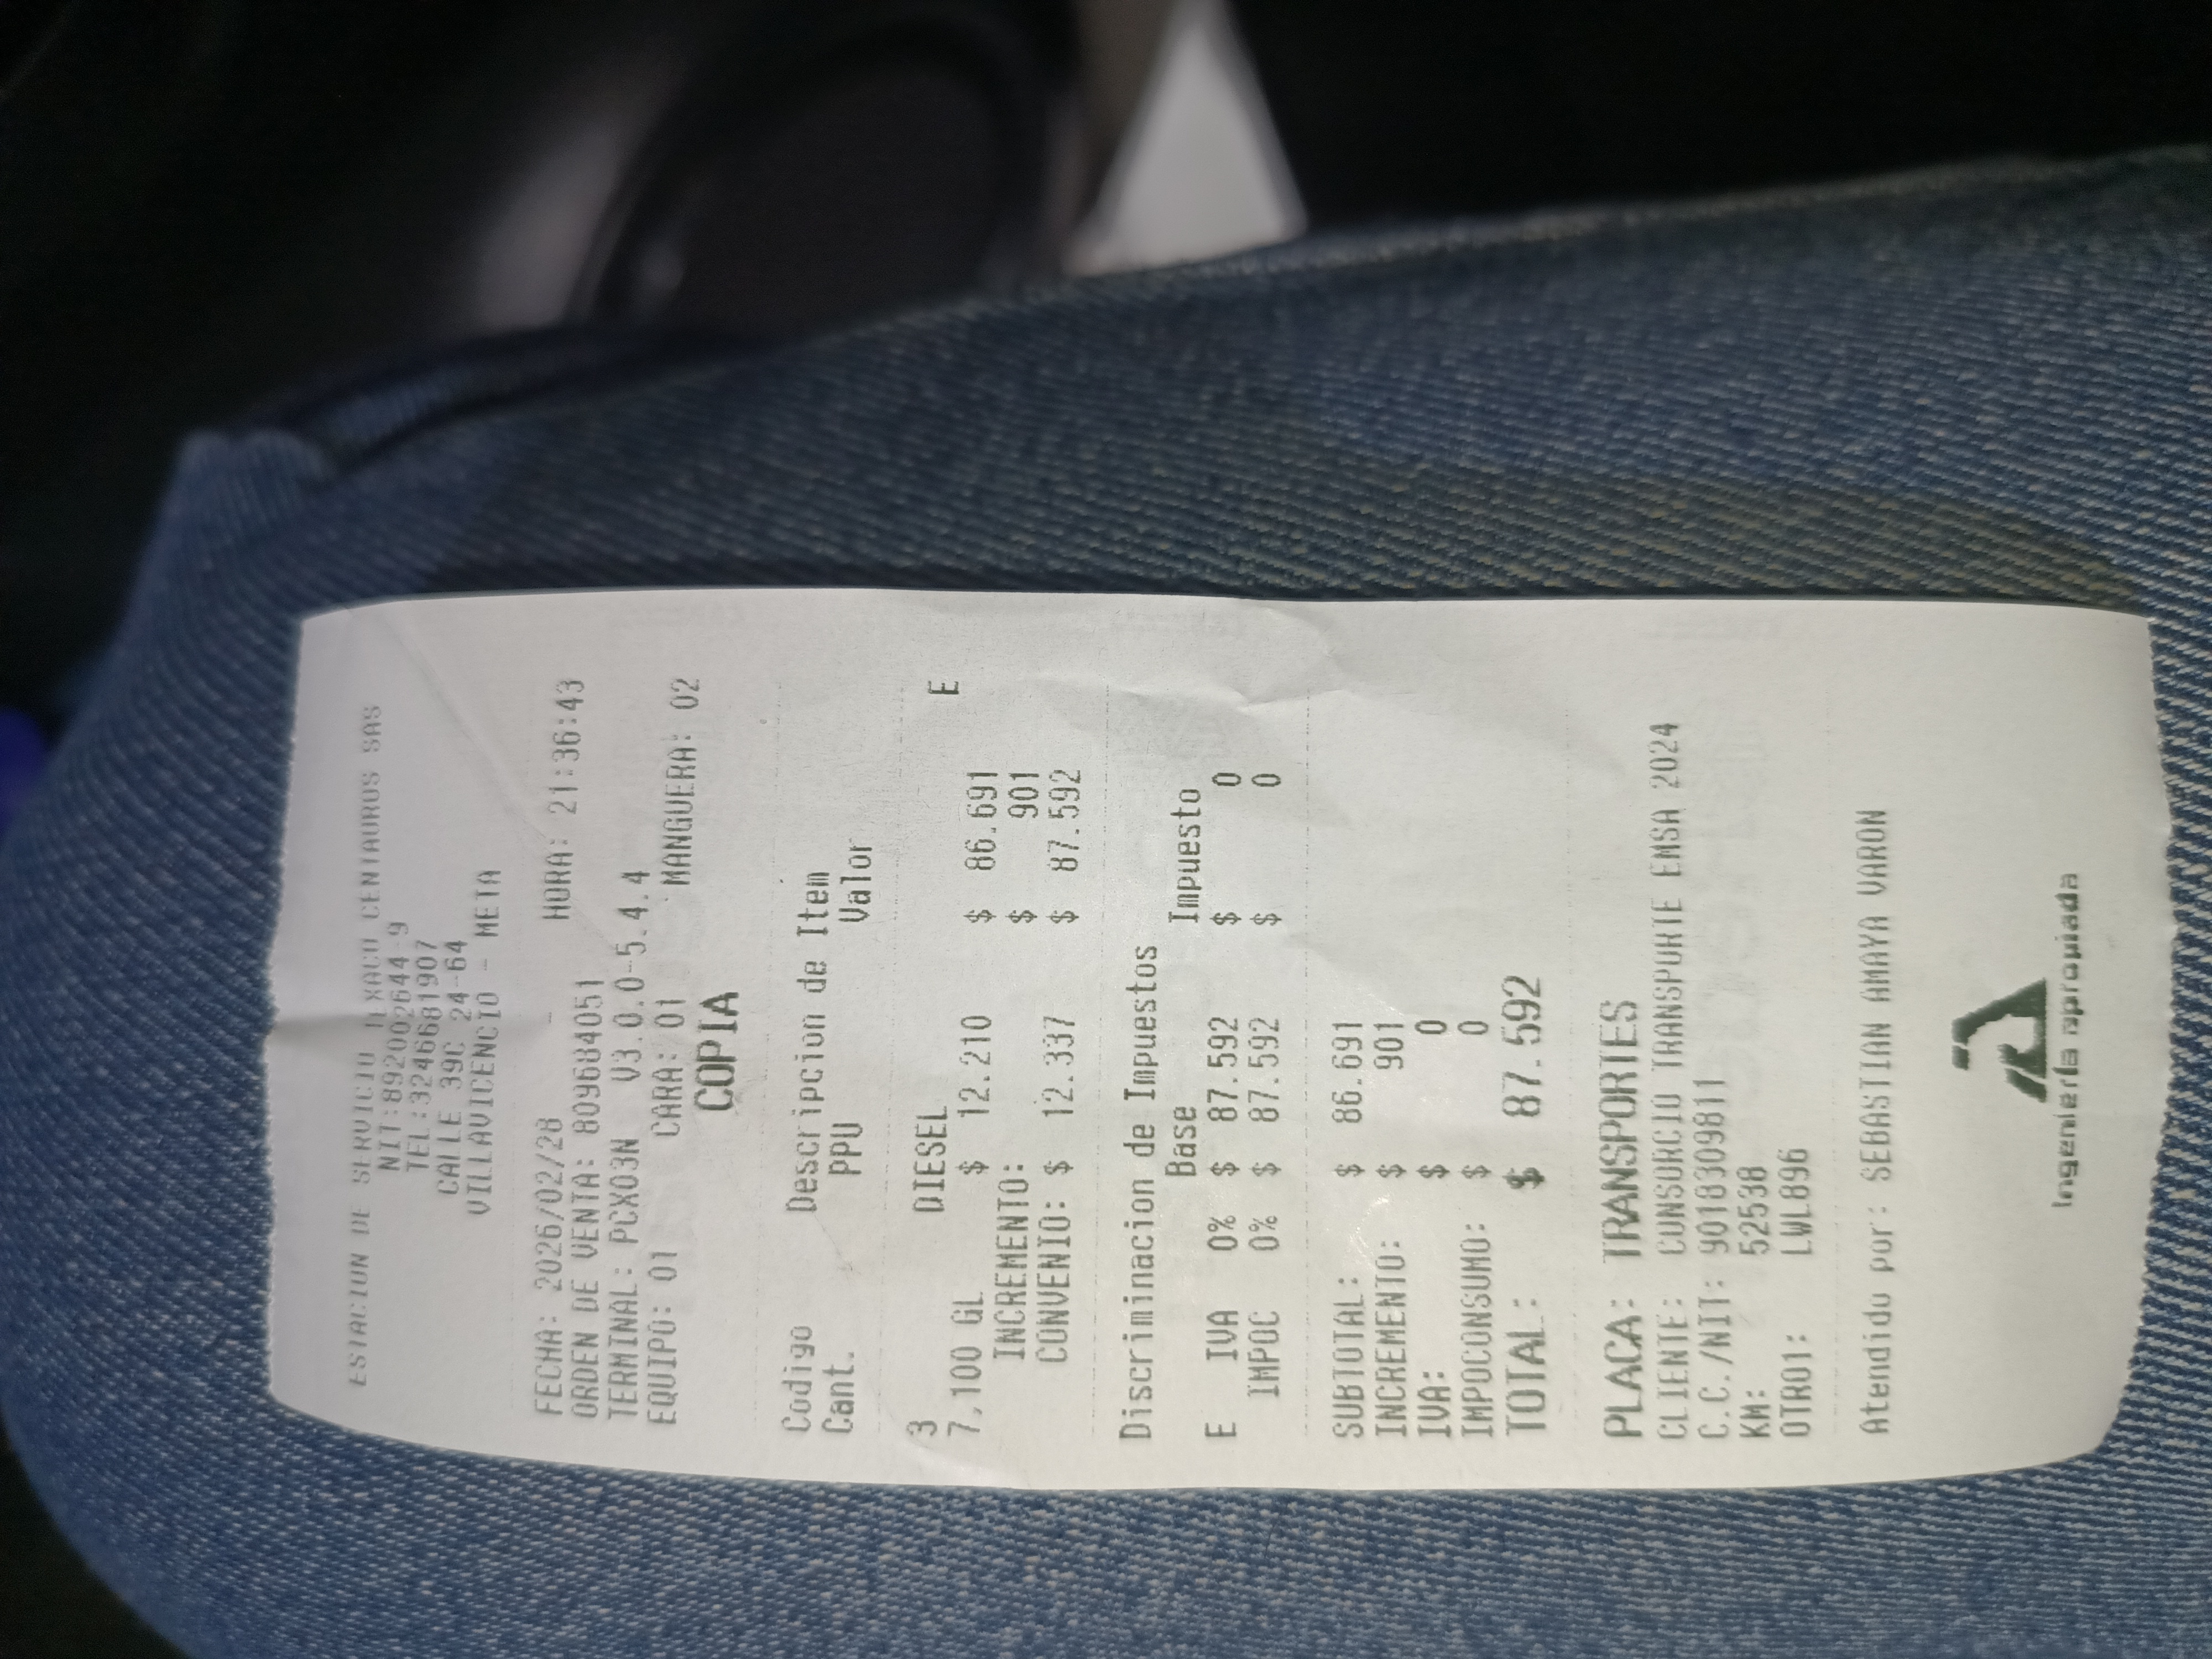 ESTACION DE SERVICIO TEXACO CENTAUROS SAS
NIT:892002644-9
TEL:3246681907
CALLE 39C 24-64
VILLAVICENCIO - META
FECHA: 2026/02/28 - HORA: 21:36:43
ORDEN DE VENTA: 809684051
TERMINAL: PCX03N V3.0.0-5.4.4
EQUIPO: 01 CARA: 01 MANGUERA: 02
COPIA
Codigo Descripcion de Item
Cant. PPU Valor
3 DIESEL E
7,100 GL $ 12.210 $ 86.691
INCREMENTO: $ 901
CONVENIO: $ 12.337 $ 87.592
Discriminacion de Impuestos
Base Impuesto
E IVA 0% $ 87.592 $ 0
IMPOC 0% $ 87.592 $ 0
SUBTOTAL: $ 86.691
INCREMENTO: $ 901
IVA: $ 0
IMPOCONSUMO: $ 0
TOTAL: $ 87.592
PLACA: TRANSPORTES
CLIENTE: CONSORCIO TRANSPORTE EMSA 2024
C.C./NIT: 9018309811
KM: 52538
OTRO1: LWL896
Atendido por: SEBASTIAN AMAYA VARON
Ingeniería apropiada